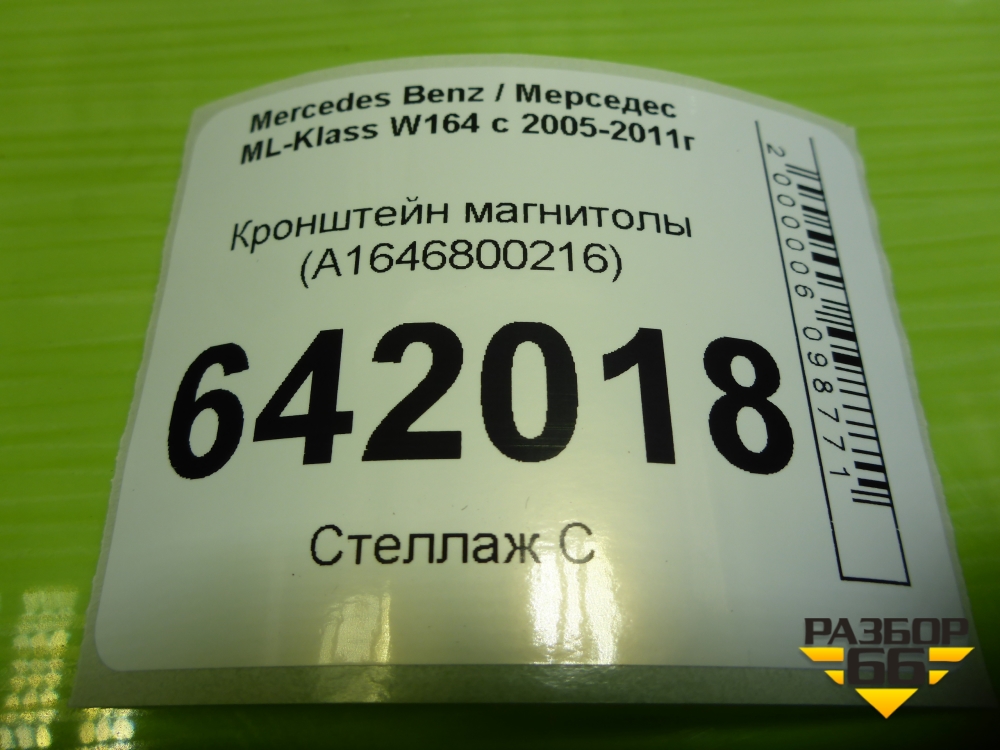 Mercedes Benz / Мерседес
ML-Klass W164 с 2005-2011г
Кронштейн магнитолы
(A1646800216)
642018
Стеллаж С
2000006098771
РАЗБОР
66